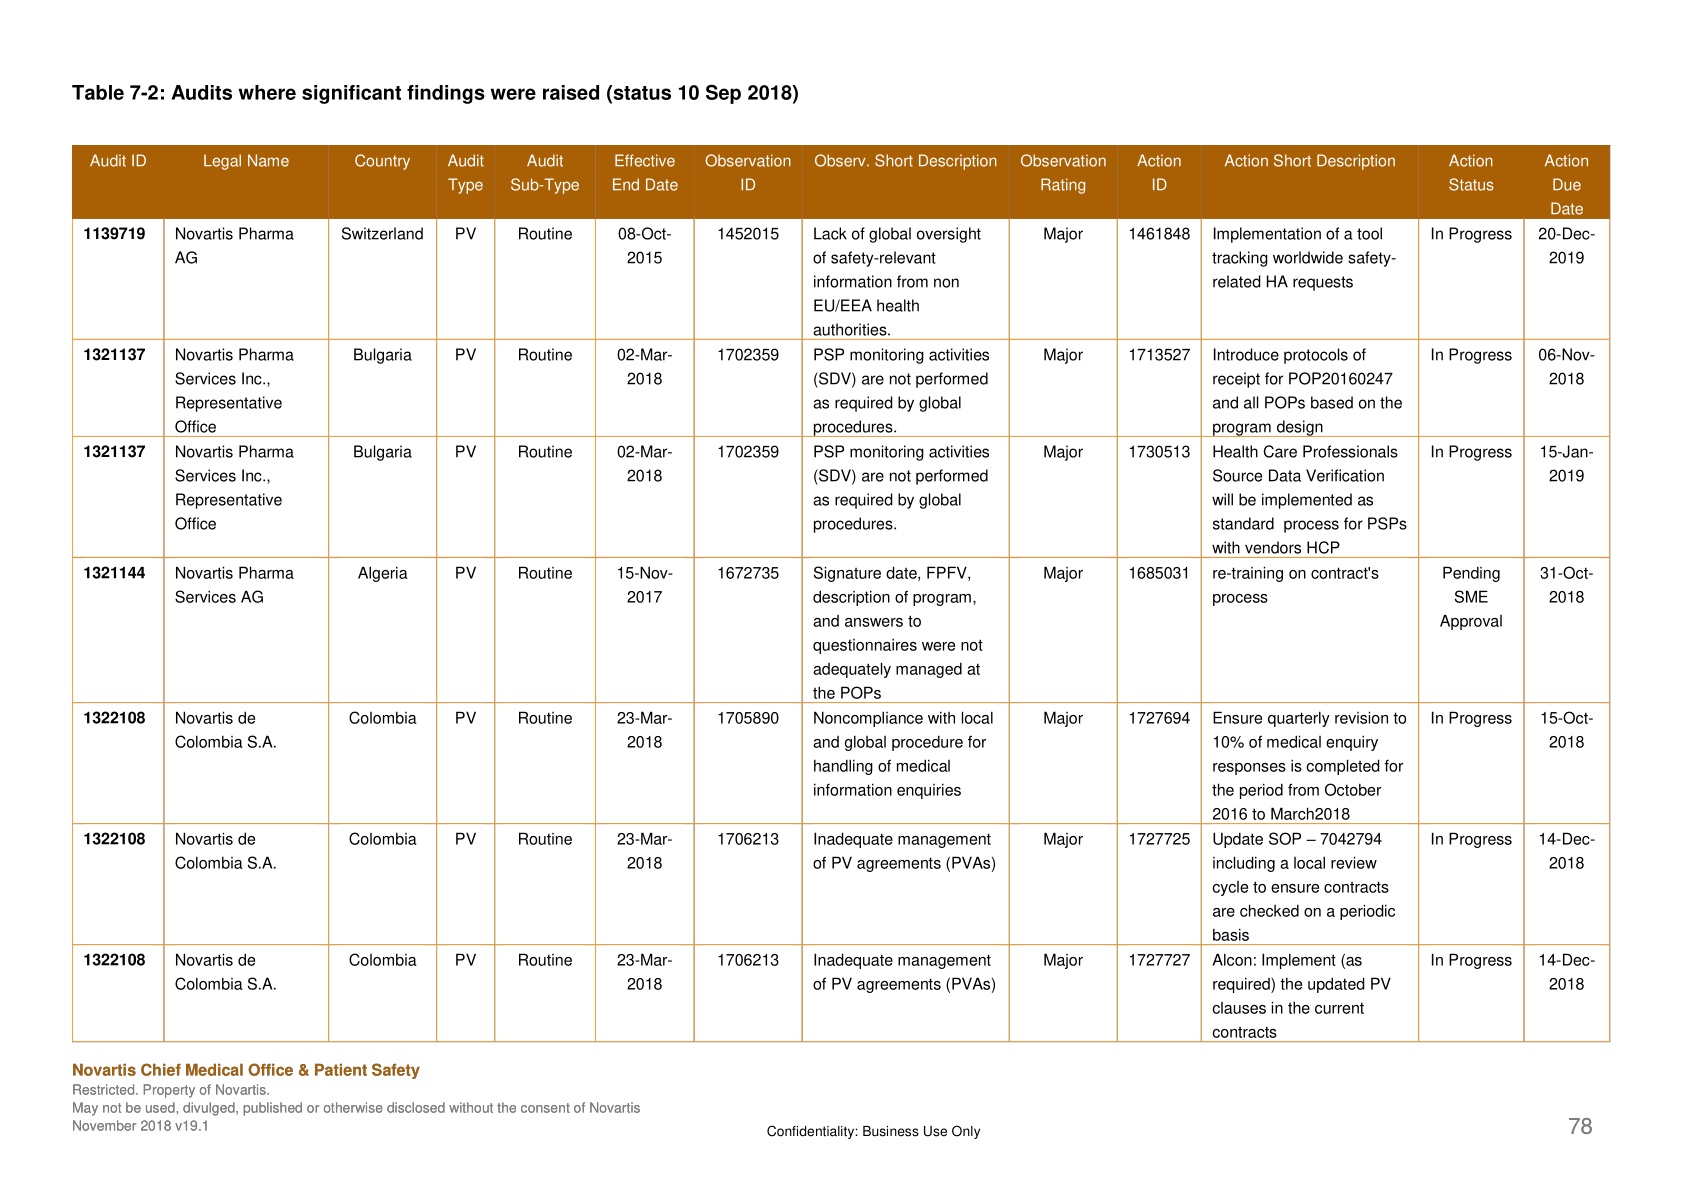 Table 7-2: Audits where significant findings were raised (status 10 Sep 2018)
Audit ID Legal Name Country Audit Type Audit Sub-Type Effective End Date Observation ID Observ. Short Description Observation Rating Action ID Action Short Description Action Status Action Due Date
1139719 Novartis Pharma AG Switzerland PV Routine 08-Oct-2015 1452015 Lack of global oversight of safety-relevant information from non EU/EEA health authorities. Major 1461848 Implementation of a tool tracking worldwide safety-related HA requests In Progress 20-Dec-2019
1321137 Novartis Pharma Services Inc., Representative Office Bulgaria PV Routine 02-Mar-2018 1702359 PSP monitoring activities (SDV) are not performed as required by global procedures. Major 1713527 Introduce protocols of receipt for POP20160247 and all POPs based on the program design In Progress 06-Nov-2018
1321137 Novartis Pharma Services Inc., Representative Office Bulgaria PV Routine 02-Mar-2018 1702359 PSP monitoring activities (SDV) are not performed as required by global procedures. Major 1730513 Health Care Professionals Source Data Verification will be implemented as standard  process for PSPs with vendors HCP In Progress 15-Jan-2019
1321144 Novartis Pharma Services AG Algeria PV Routine 15-Nov-2017 1672735 Signature date, FPFV, description of program, and answers to questionnaires were not adequately managed at the POPs Major 1685031 re-training on contract's process Pending SME Approval 31-Oct-2018
1322108 Novartis de Colombia S.A. Colombia PV Routine 23-Mar-2018 1705890 Noncompliance with local and global procedure for handling of medical information enquiries Major 1727694 Ensure quarterly revision to 10% of medical enquiry responses is completed for the period from October 2016 to March2018 In Progress 15-Oct-2018
1322108 Novartis de Colombia S.A. Colombia PV Routine 23-Mar-2018 1706213 Inadequate management of PV agreements (PVAs) Major 1727725 Update SOP – 7042794 including a local review cycle to ensure contracts are checked on a periodic basis In Progress 14-Dec-2018
1322108 Novartis de Colombia S.A. Colombia PV Routine 23-Mar-2018 1706213 Inadequate management of PV agreements (PVAs) Major 1727727 Alcon: Implement (as required) the updated PV clauses in the current contracts In Progress 14-Dec-2018
Novartis Chief Medical Office & Patient Safety
Restricted. Property of Novartis.
May not be used, divulged, published or otherwise disclosed without the consent of Novartis
November 2018 v19.1
Confidentiality: Business Use Only
78